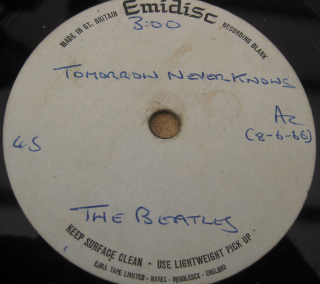 Emidisc
MADE IN GT. BRITAIN
RECORDING BLANK
3:00
TOMORROW NEVER KNOWS
A2
(8-6-66)
45
THE BEATLES
KEEP SURFACE CLEAN - USE LIGHTWEIGHT PICK UP
E.M.I. TAPE LIMITED - HAYES - MIDDLESEX - ENGLAND